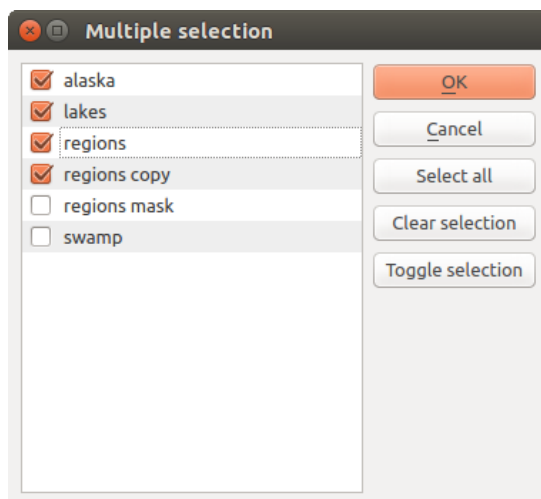 Multiple selection
alaska
lakes
regions
regions copy
regions mask
swamp
OK
Cancel
Select all
Clear selection
Toggle selection